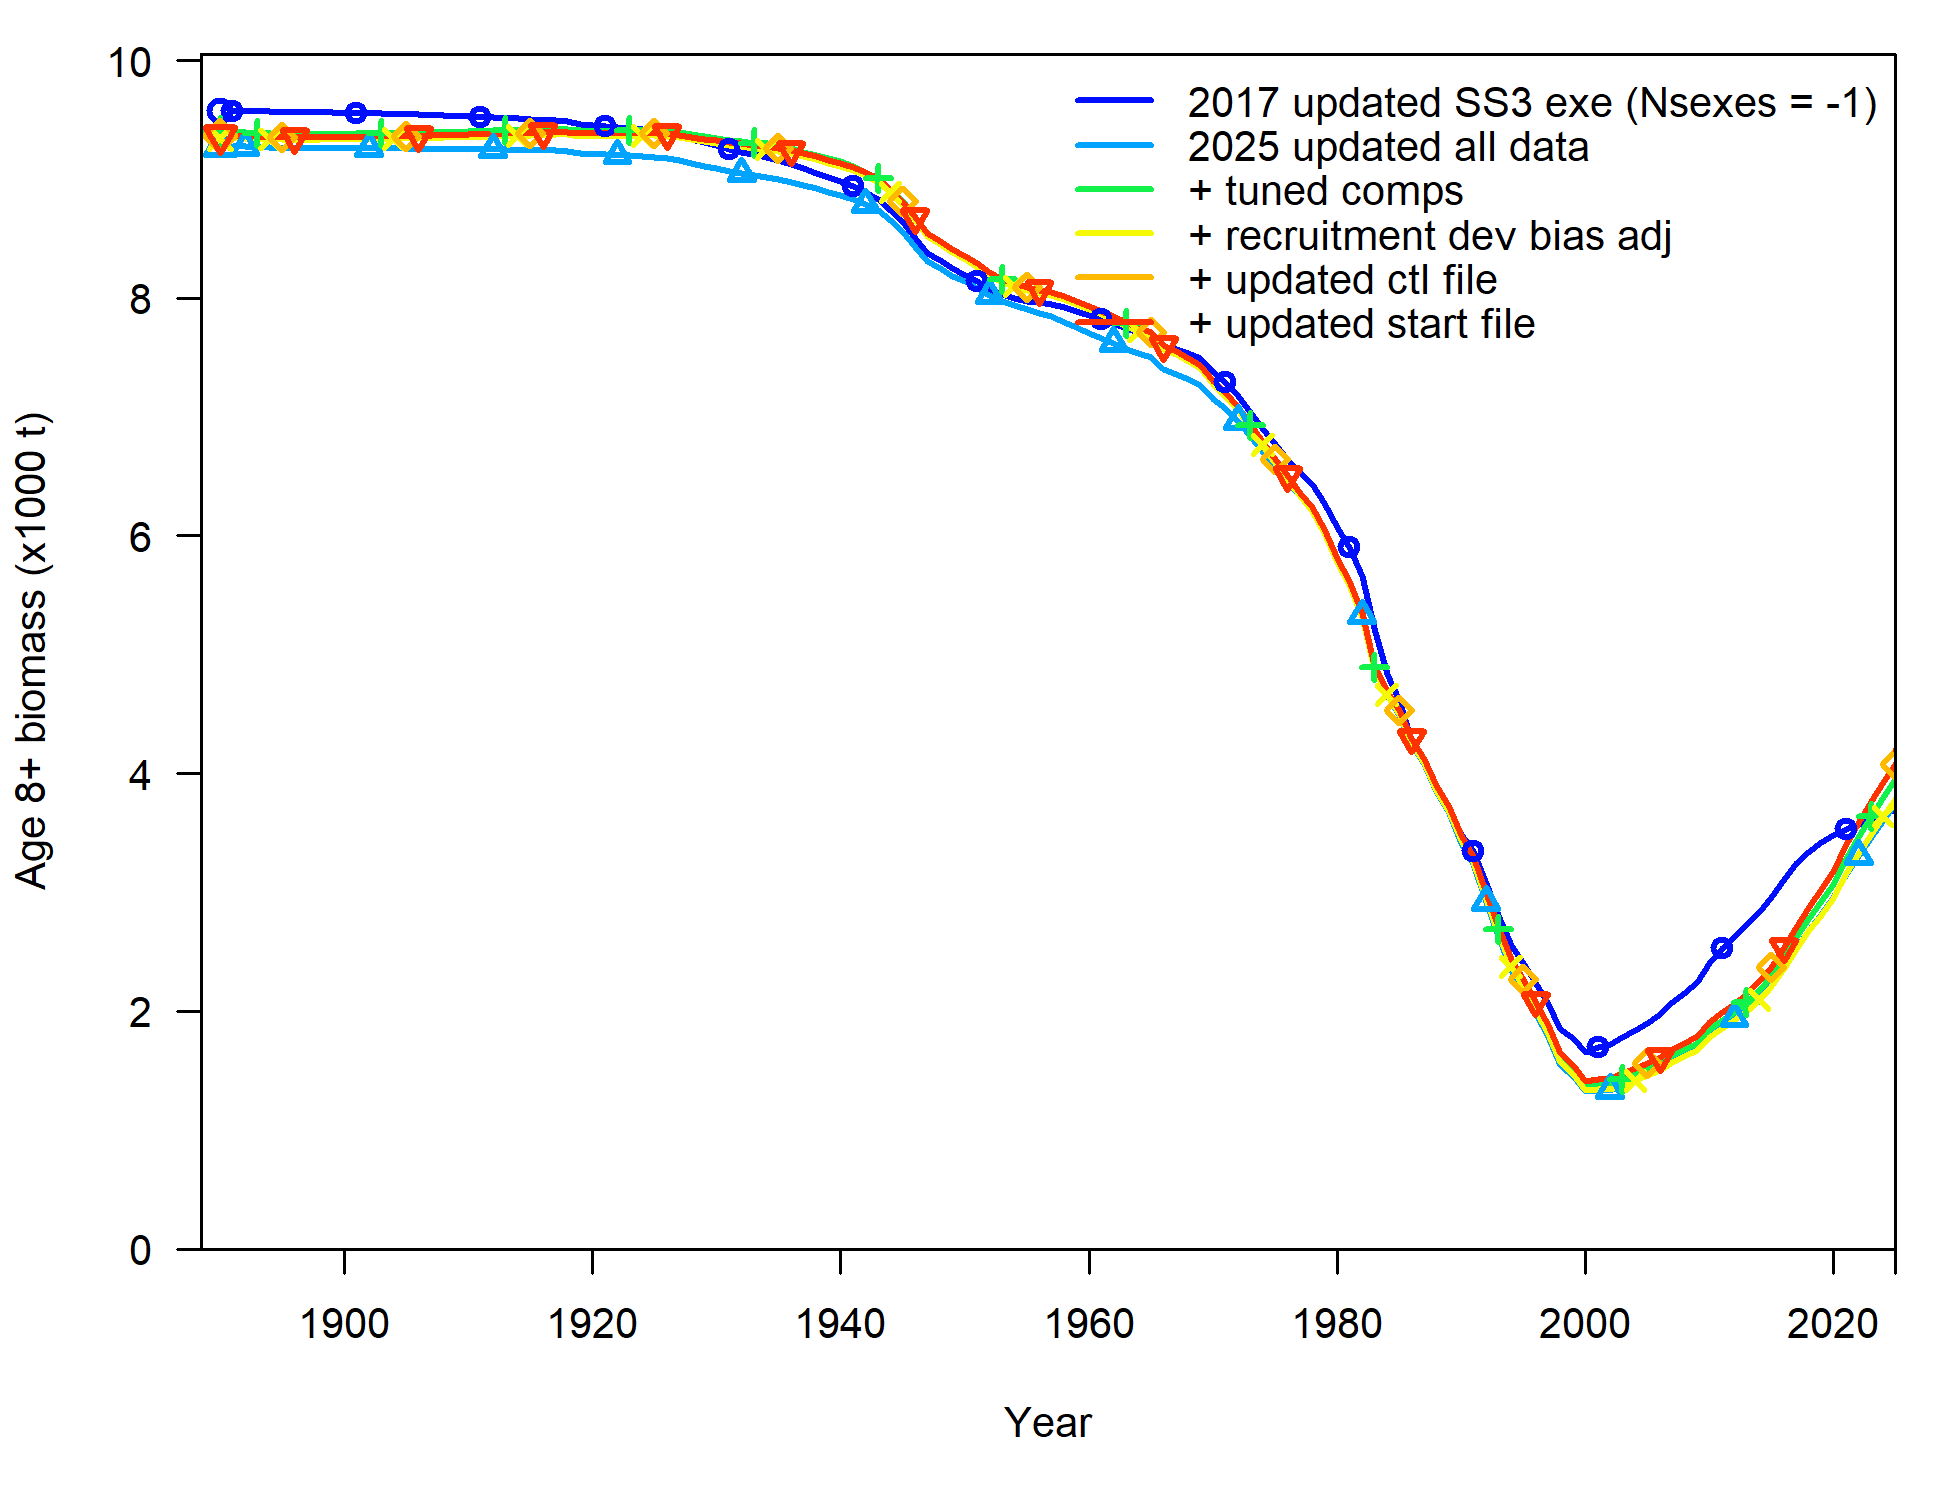 10
8
6
4
2
0
Age 8+ biomass (x1000 t)
2017 updated SS3 exe (Nsexes = -1)
2025 updated all data
+ tuned comps
+ recruitment dev bias adj
+ updated ctl file
+ updated start file
1900 1920 1940 1960 1980 2000 2020
Year